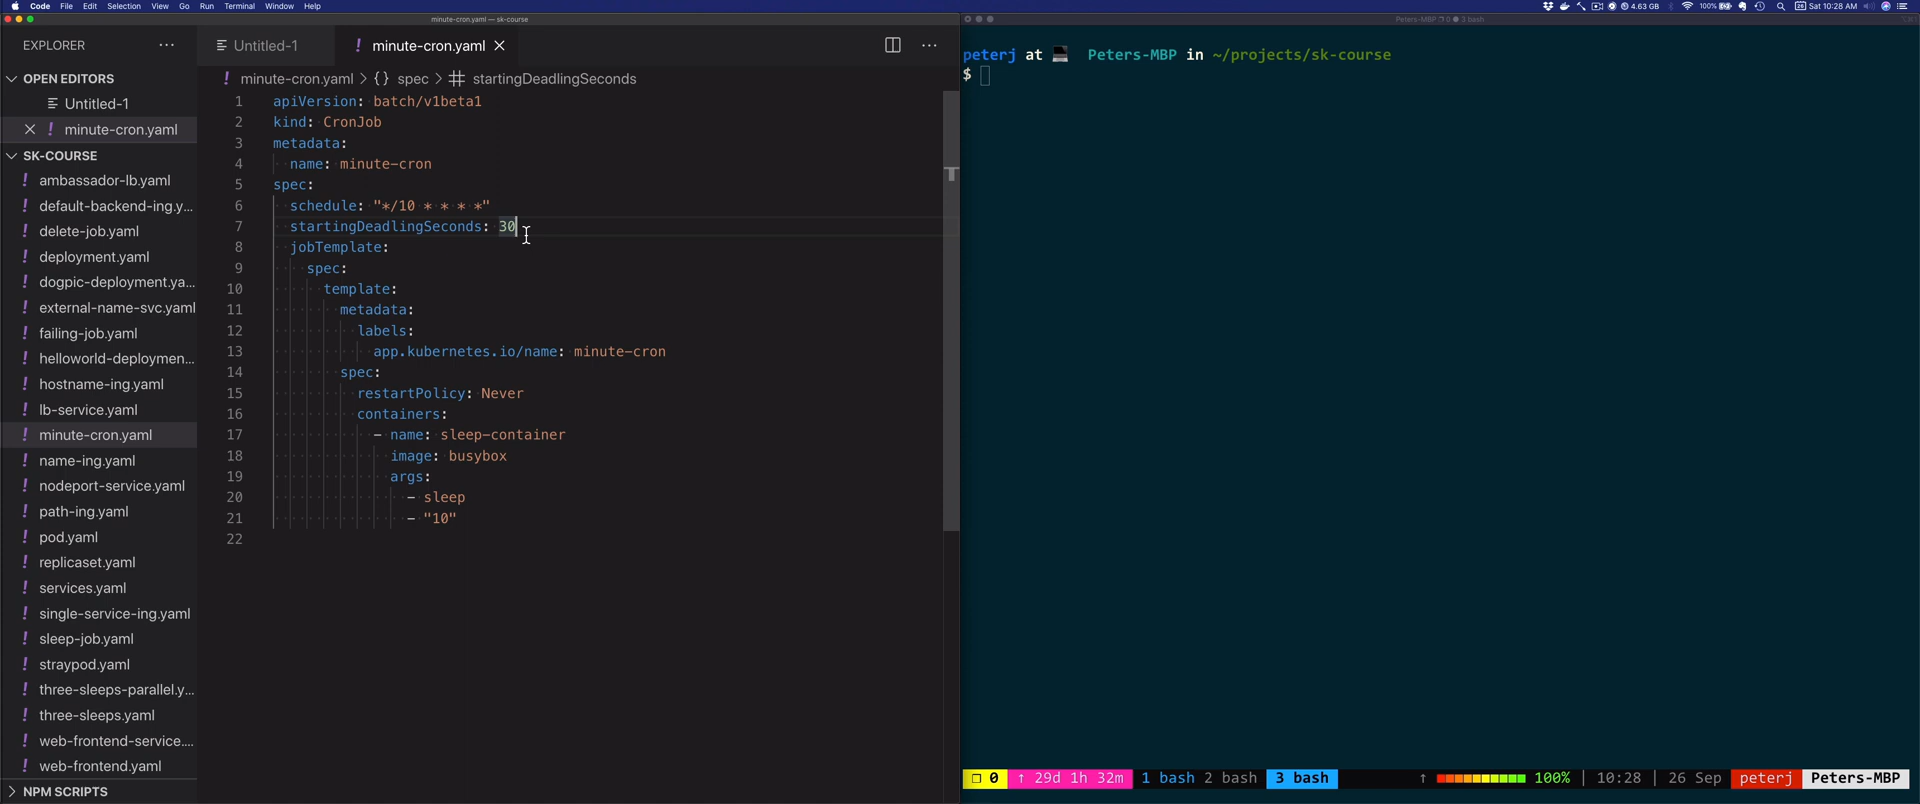 Code File Edit Selection View Go Run Terminal Window Help
4.63 GB 100% Sat 10:28 AM
minute-cron.yaml — sk-course
EXPLORER
OPEN EDITORS
Untitled-1
minute-cron.yaml
SK-COURSE
ambassador-lb.yaml
default-backend-ing.y...
delete-job.yaml
deployment.yaml
dogpic-deployment.ya...
external-name-svc.yaml
failing-job.yaml
helloworld-deploymen...
hostname-ing.yaml
lb-service.yaml
minute-cron.yaml
name-ing.yaml
nodeport-service.yaml
path-ing.yaml
pod.yaml
replicaset.yaml
services.yaml
single-service-ing.yaml
sleep-job.yaml
straypod.yaml
three-sleeps-parallel.y...
three-sleeps.yaml
web-frontend-service....
web-frontend.yaml
NPM SCRIPTS
Untitled-1 minute-cron.yaml
minute-cron.yaml > {} spec > startingDeadlingSeconds
1 apiVersion: batch/v1beta1
2 kind: CronJob
3 metadata:
4 name: minute-cron
5 spec:
6 schedule: "*/10 * * * *"
7 startingDeadlingSeconds: 30
8 jobTemplate:
9 spec:
10 template:
11 metadata:
12 labels:
13 app.kubernetes.io/name: minute-cron
14 spec:
15 restartPolicy: Never
16 containers:
17 - name: sleep-container
18 image: busybox
19 args:
20 - sleep
21 - "10"
22
peterj at Peters-MBP in ~/projects/sk-course
$
0 ↑ 29d 1h 32m 1 bash 2 bash 3 bash ↑ 100% | 10:28 | 26 Sep peterj Peters-MBP